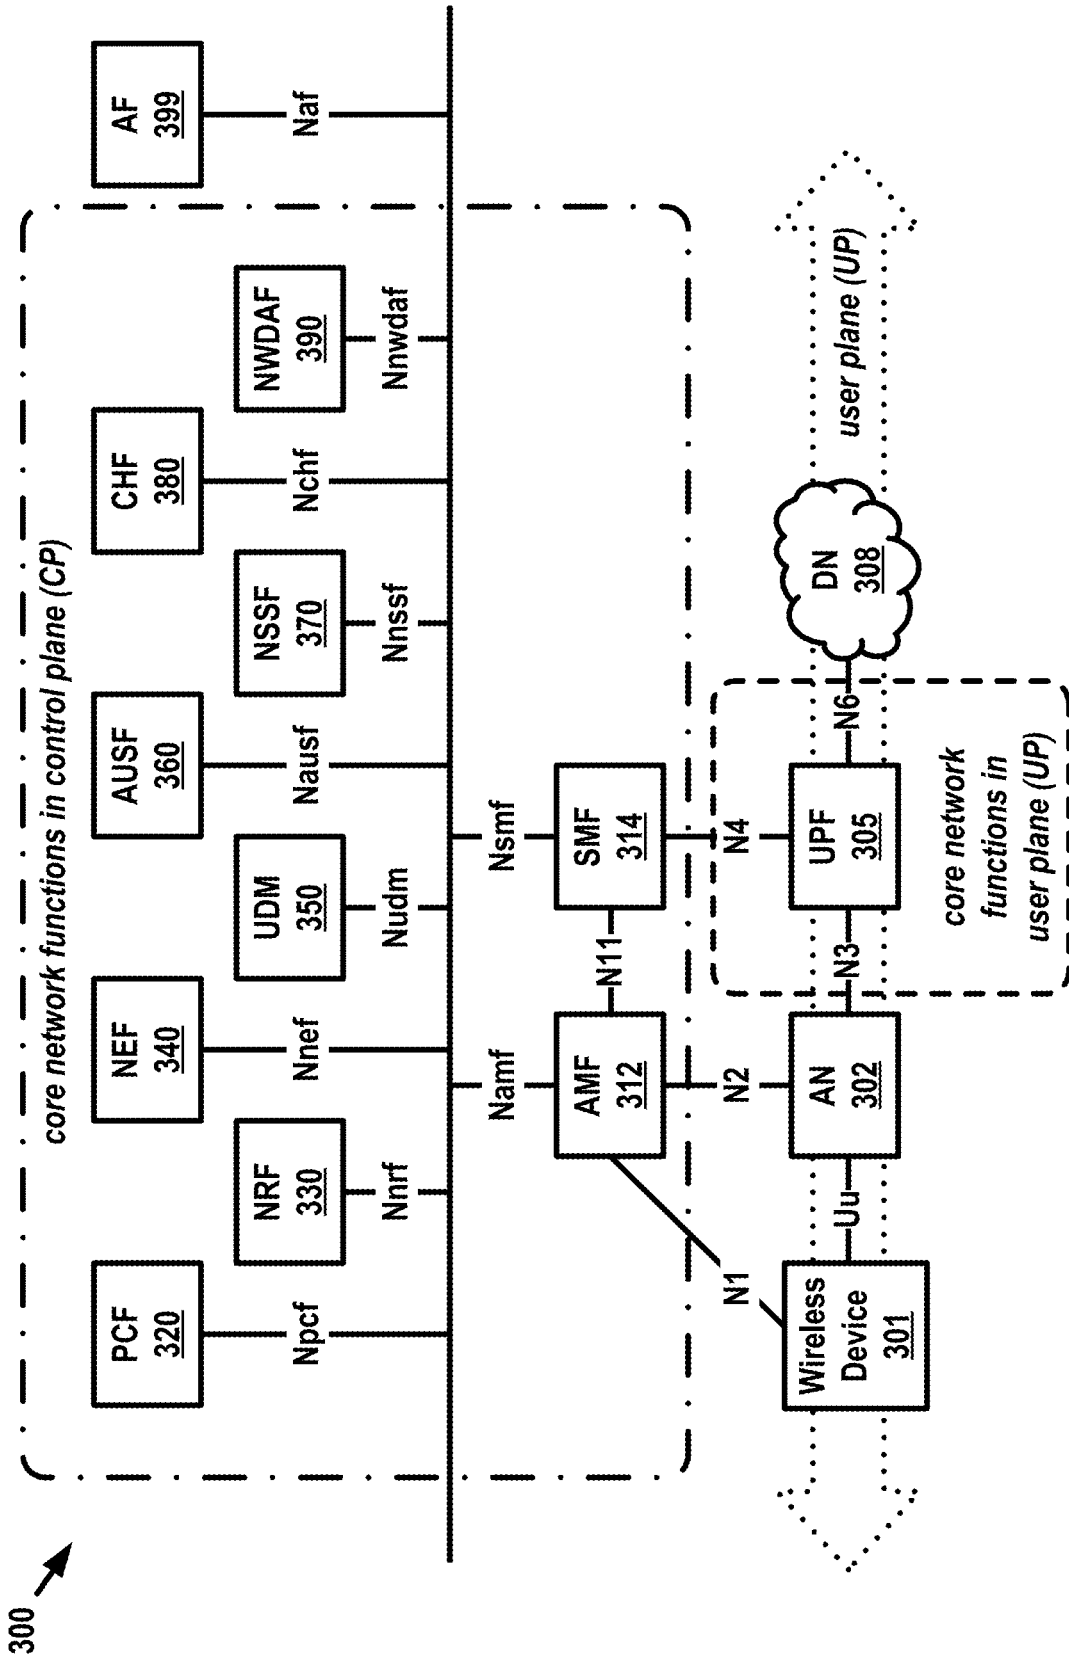 300
core network functions in control plane (CP)
PCF
320
NEF
340
AUSF
360
CHF
380
AF
399
NRF
330
UDM
350
NSSF
370
NWDAF
390
Npcf
Nnrf
Nnef
Nudm
Nausf
Nnssf
Nchf
Nnwdaf
Naf
Namf
Nsmf
AMF
312
N11
SMF
314
N1
N2
N4
Wireless
Device
301
Uu
AN
302
N3
UPF
305
N6
DN
308
user plane (UP)
core network
functions in
user plane (UP)